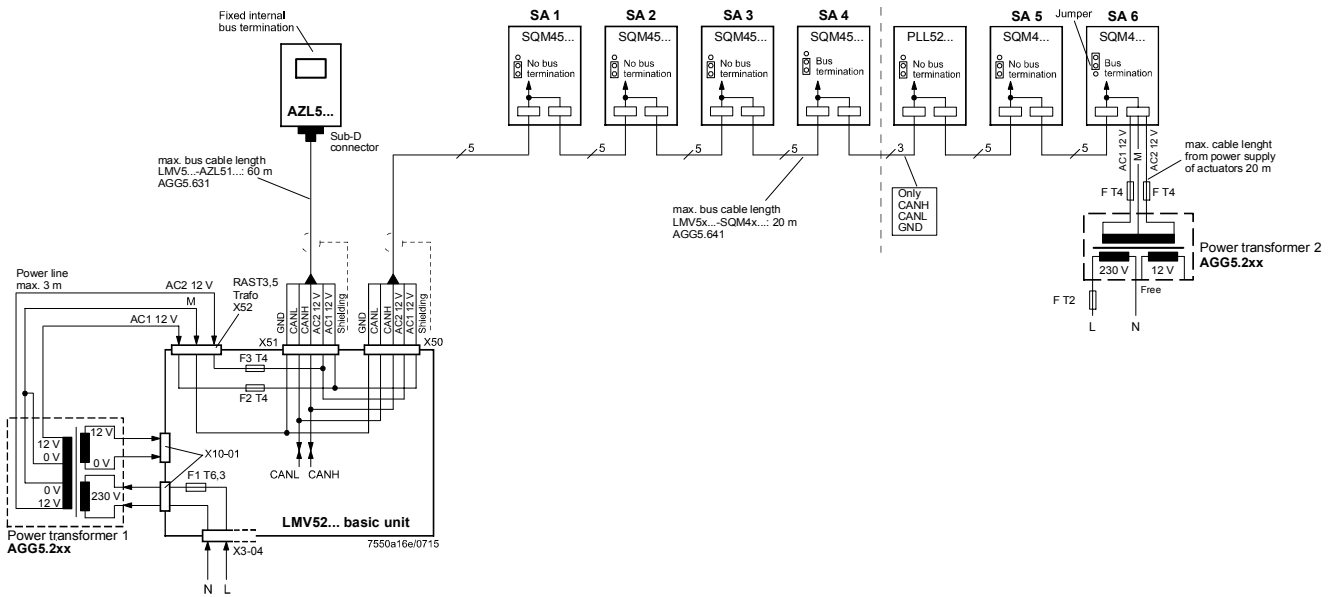 Fixed internal
bus termination
AZL5...
Sub-D
connector
max. bus cable length
LMV5...-AZL51...: 60 m
AGG5.631
SA 1
SQM45...
No bus
termination
SA 2
SQM45...
No bus
termination
SA 3
SQM45...
No bus
termination
SA 4
SQM45...
Bus
termination
PLL52...
No bus
termination
SA 5
SQM4...
No bus
termination
Jumper
SA 6
SQM4...
Bus
termination
5
5
5
5
3
5
5
Only
CANH
CANL
GND
max. bus cable length
LMV5x...-SQM4x...: 20 m
AGG5.641
AC1 12 V
M
AC2 12 V
max. cable lenght
from power supply
of actuators 20 m
F T4
F T4
Power transformer 2
AGG5.2xx
230 V
12 V
Free
F T2
L
N
Power line
max. 3 m
AC2 12 V
M
AC1 12 V
RAST3,5
Trafo
X52
GND
CANL
CANH
AC2 12 V
AC1 12 V
Shielding
GND
CANL
CANH
AC2 12 V
AC1 12 V
Shielding
X51
X50
F3 T4
F2 T4
12 V
0 V
0 V
12 V
12 V
0 V
230 V
X10-01
F1 T6,3
CANL
CANH
LMV52... basic unit
7550a16e/0715
Power transformer 1
AGG5.2xx
X3-04
N
L